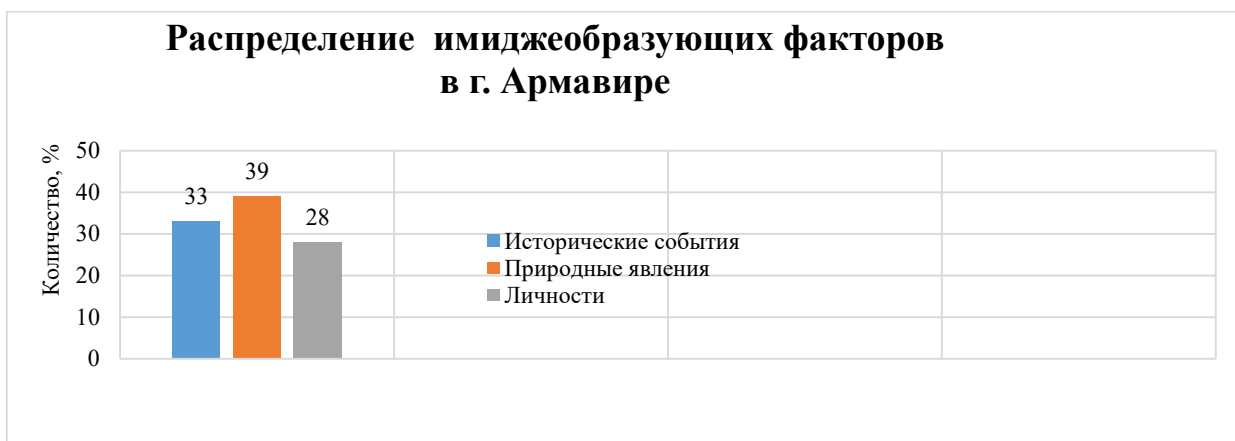 Распределение имиджеобразующих факторов
в г. Армавире
Количество, %
50
40
30
20
10
0
33
39
28
Исторические события
Природные явления
Личности